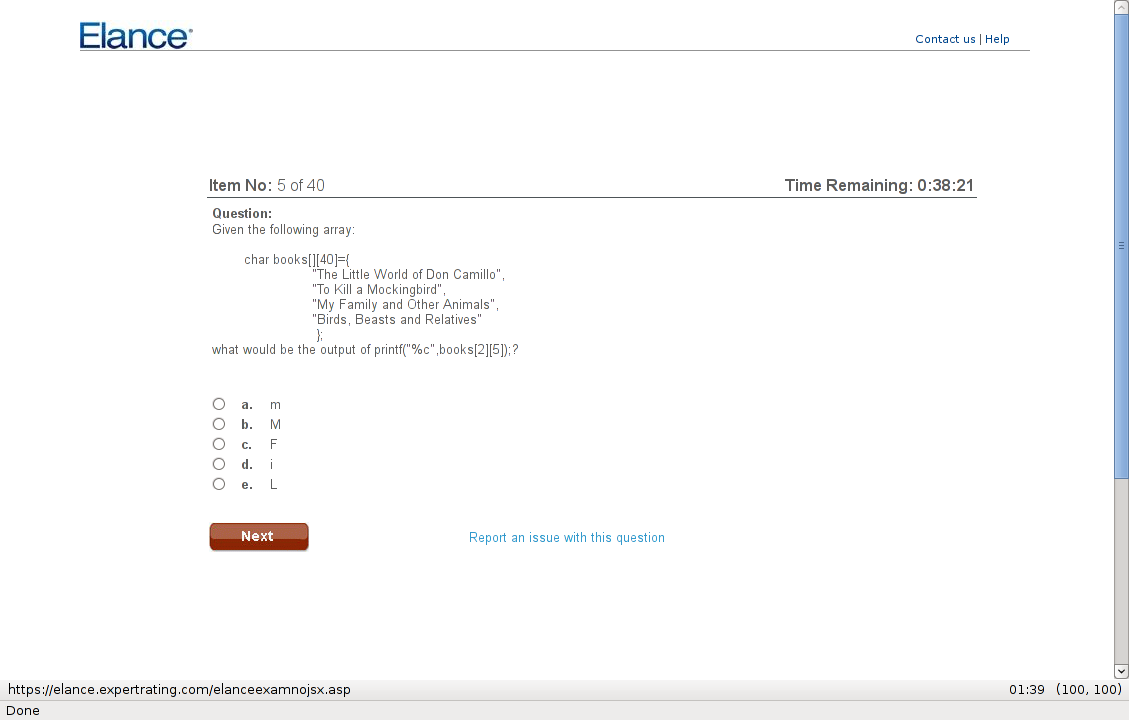 Elance
Contact us | Help
Item No: 5 of 40
Time Remaining: 0:38:21
Question:
Given the following array:
char books[][40]={
"The Little World of Don Camillo",
"To Kill a Mockingbird",
"My Family and Other Animals",
"Birds, Beasts and Relatives"
};
what would be the output of printf("%c",books[2][5]);?
a. m
b. M
c. F
d. i
e. L
Next
Report an issue with this question
https://elance.expertrating.com/elanceexamnojsx.asp
01:39 (100, 100)
Done